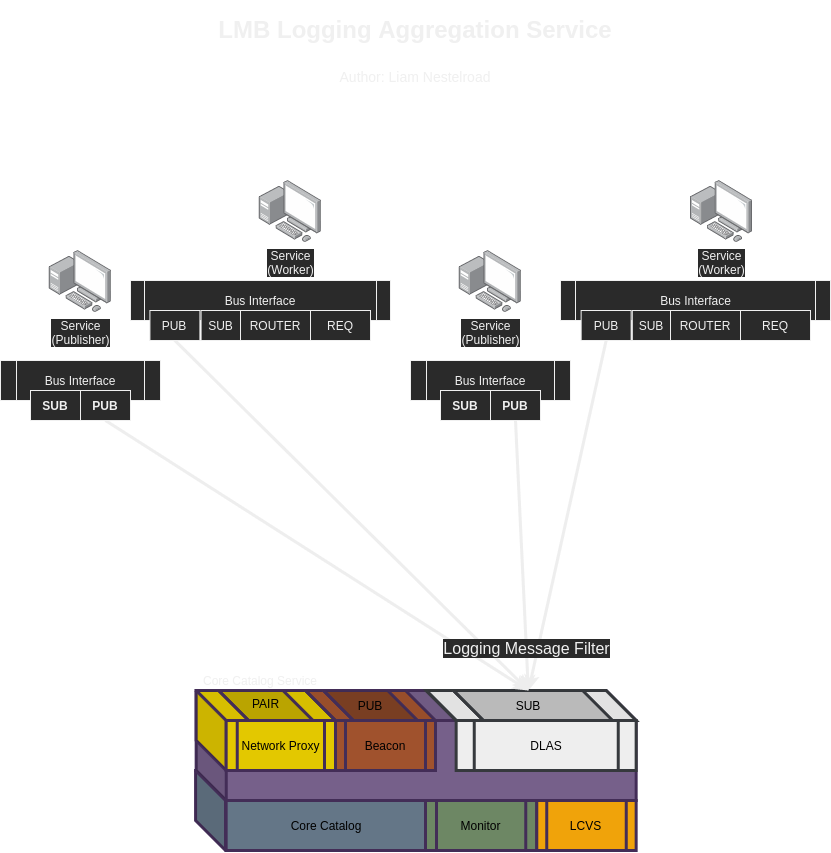 LMB Logging Aggregation Service
Author: Liam Nestelroad
Service
(Worker)
Service
(Worker)
Bus Interface
PUB SUB ROUTER REQ
Bus Interface
PUB SUB ROUTER REQ
Service
(Publisher)
Service
(Publisher)
Bus Interface
SUB PUB
Bus Interface
SUB PUB
Logging Message Filter
Core Catalog Service
PAIR PUB SUB
Network Proxy Beacon DLAS
Core Catalog Monitor LCVS